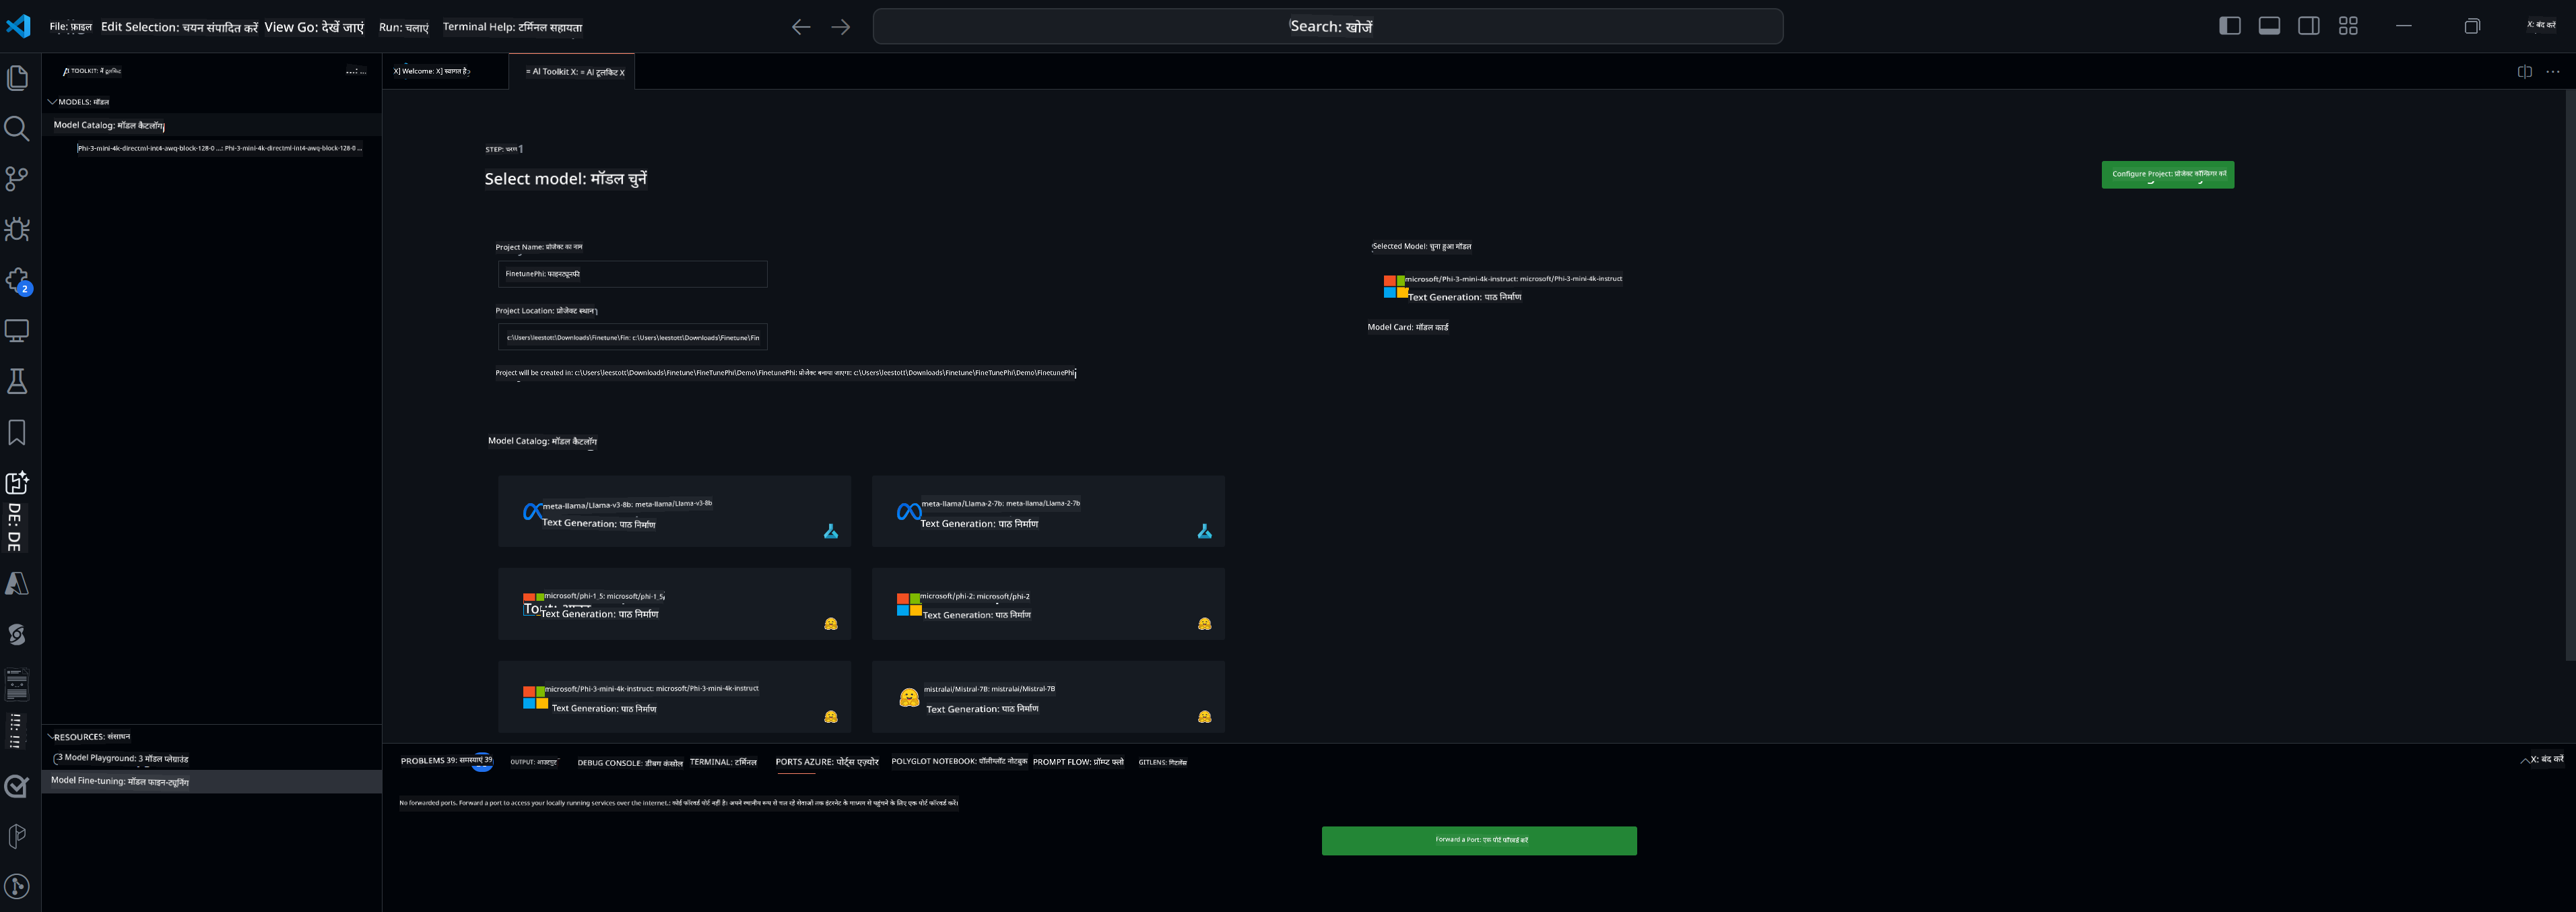 File: फ़ाइल Edit Selection: चयन संपादित करें View Go: देखें जाएं Run: चलाएं Terminal Help: टर्मिनल सहायता
Search: खोजें
X: बंद करें
TOOLKIT:
MODELS: मॉडल
Model Catalog: मॉडल कैटलॉग
Phi-3-mini-4k-directml-int4-awq-block-128-0 ...: Phi-3-mini-4k-directml-int4-awq-block-128-0 ...
X] Welcome: X] स्वागत है:
= AI Toolkit X: = AI टूलकिट X
STEP: चरण 1
Select model: मॉडल चुनें
Configure Project: प्रोजेक्ट कॉन्फ़िगर करें
Project Name: प्रोजेक्ट का नाम
FinetunePhi: फाइनट्यूनफी
Project Location: प्रोजेक्ट स्थान
c:\Users\leestott\Downloads\Finetune\Fin: c:\Users\leestott\Downloads\Finetune\Fin
Project will be created in: c:\Users\leestott\Downloads\Finetune\FineTunePhi\Demo\FinetunePhi: प्रोजेक्ट बनाया जाएगा: c:\Users\leestott\Downloads\Finetune\FineTunePhi\Demo\FinetunePhi
Selected Model: चुना हुआ मॉडल
microsoft/Phi-3-mini-4k-instruct: microsoft/Phi-3-mini-4k-instruct
Text Generation: पाठ निर्माण
Model Card: मॉडल कार्ड
Model Catalog: मॉडल कैटलॉग
meta-llama/Llama-v3-8b: meta-llama/Llama-v3-8b
Text Generation: पाठ निर्माण
meta-llama/Llama-2-7b: meta-llama/Llama-2-7b
Text Generation: पाठ निर्माण
microsoft/phi-1_5: microsoft/phi-1_5
Text Generation: पाठ निर्माण
microsoft/phi-2: microsoft/phi-2
Text Generation: पाठ निर्माण
microsoft/Phi-3-mini-4k-instruct: microsoft/Phi-3-mini-4k-instruct
Text Generation: पाठ निर्माण
mistralai/Mistral-7B: mistralai/Mistral-7B
Text Generation: पाठ निर्माण
2
DE: DE
RESOURCES: संसाधन
3 Model Playground: 3 मॉडल प्लेग्राउंड
Model Fine-tuning: मॉडल फाइन-ट्यूनिंग
PROBLEMS 39: समस्याएं 39 OUTPUT: आउटपुट DEBUG CONSOLE: डीबग कंसोल TERMINAL: टर्मिनल PORTS AZURE: पोर्ट्स एज़्योर POLYGLOT NOTEBOOK: पॉलीग्लॉट नोटबुक PROMPT FLOW: प्रॉम्प्ट फ्लो GITLENS: गिटलेंस
X: बंद करें
No forwarded ports. Forward a port to access your locally running services over the internet.: कोई फॉरवर्ड पोर्ट नहीं है। अपने स्थानीय रूप से चल रहे सेवाओं तक इंटरनेट के माध्यम से पहुंचने के लिए एक पोर्ट फॉरवर्ड करें।
Forward a Port: एक पोर्ट फॉरवर्ड करें